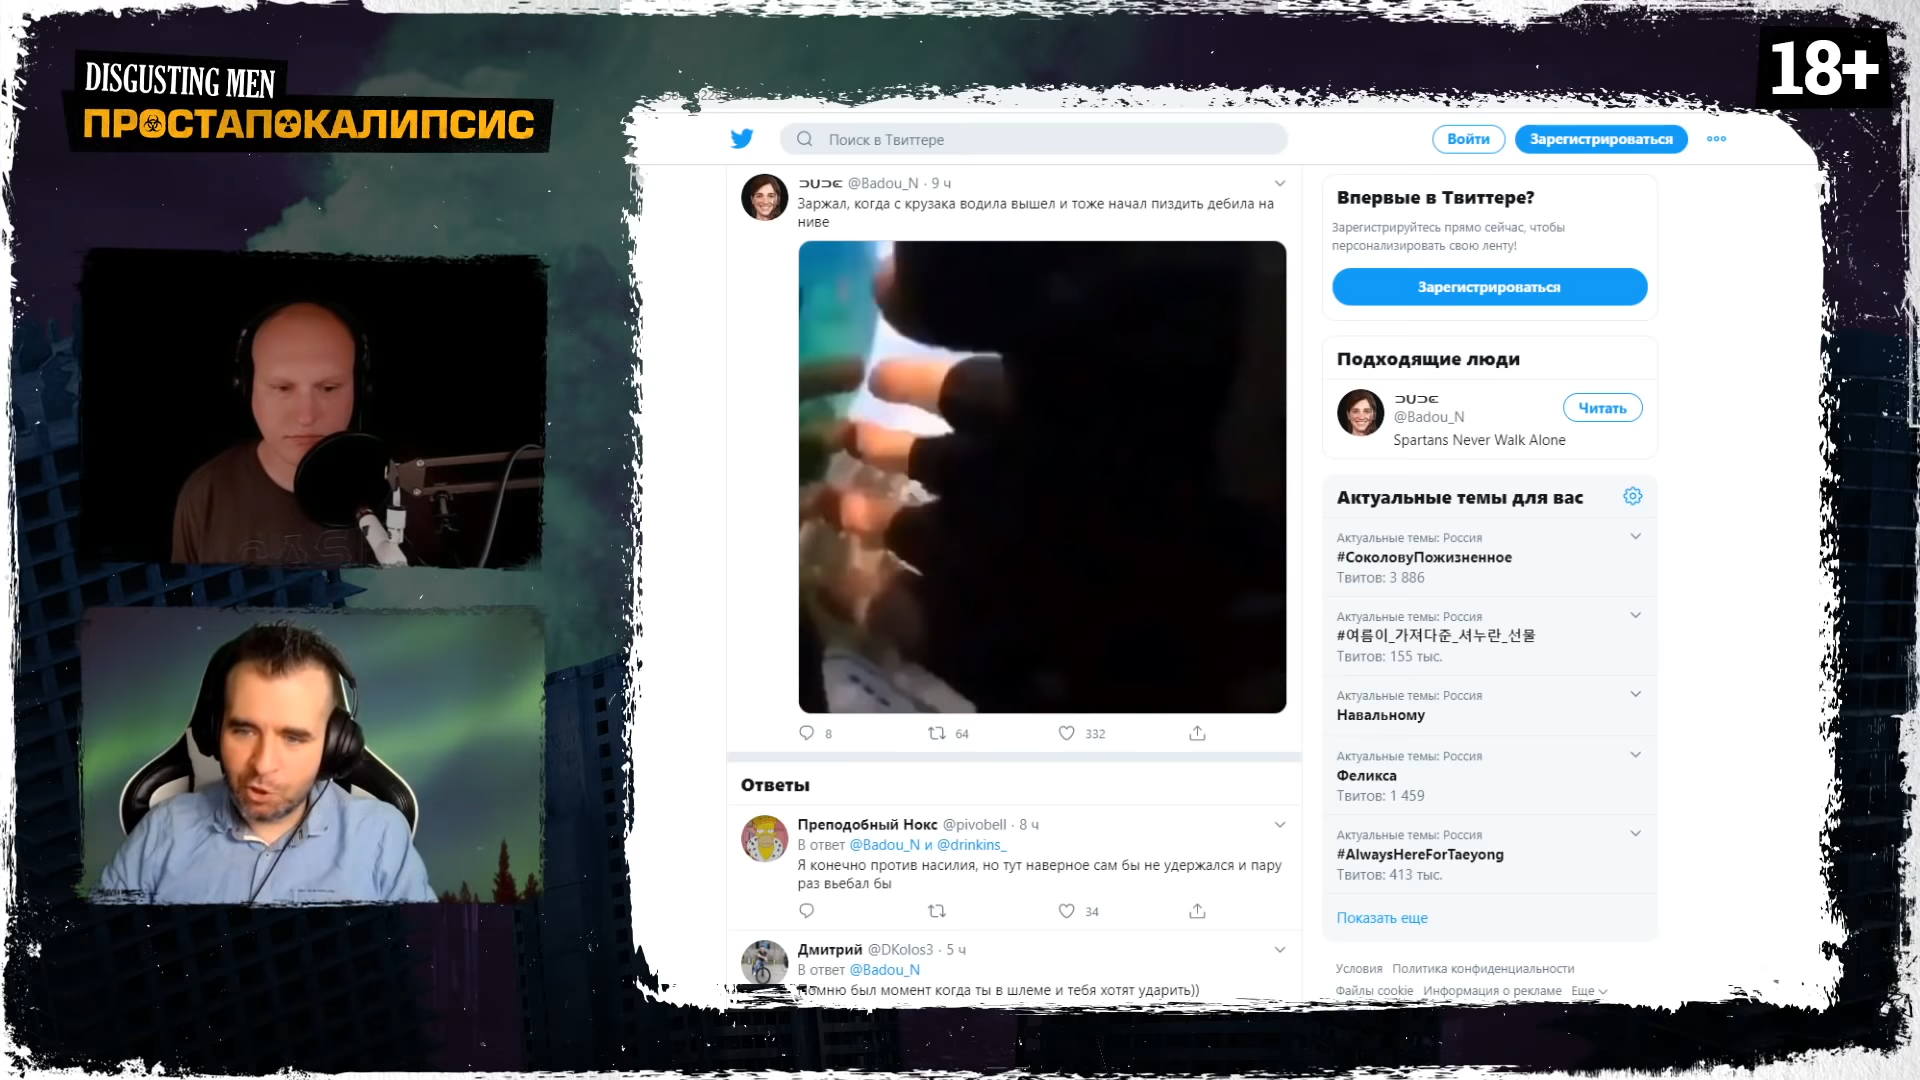 DISGUSTING MEN
ПРОСТАПОКАЛИПСИС
18+
Поиск в Твиттере
Войти
Зарегистрироваться
ᴝUᴝЄ @Badou_N · 9 ч
Заржал, когда с крузака водила вышел и тоже начал пиздить дебила на
ниве
8
64
332
Ответы
Преподобный Нокс @pivobell · 8 ч
В ответ @Badou_N и @drinkins_
Я конечно против насилия, но тут наверное сам бы не удержался и пару
раз вьебал бы
34
Дмитрий @DKolos3 · 5 ч
В ответ @Badou_N
Помню был момент когда ты в шлеме и тебя хотят ударить))
Впервые в Твиттере?
Зарегистрируйтесь прямо сейчас, чтобы
персонализировать свою ленту!
Зарегистрироваться
Подходящие люди
@Badou_N
Читать
Spartans Never Walk Alone
Актуальные темы для вас
Актуальные темы: Россия
#СоколовуПожизненное
Твитов: 3 886
Актуальные темы: Россия
#여름이_가져다준_셔누란_선물
Твитов: 155 тыс.
Актуальные темы: Россия
Навальному
Актуальные темы: Россия
Феликса
Твитов: 1 459
Актуальные темы: Россия
#AlwaysHereForTaeyong
Твитов: 413 тыс.
Показать еще
Условия Политика конфиденциальности
Файлы cookie Информация о рекламе Еще